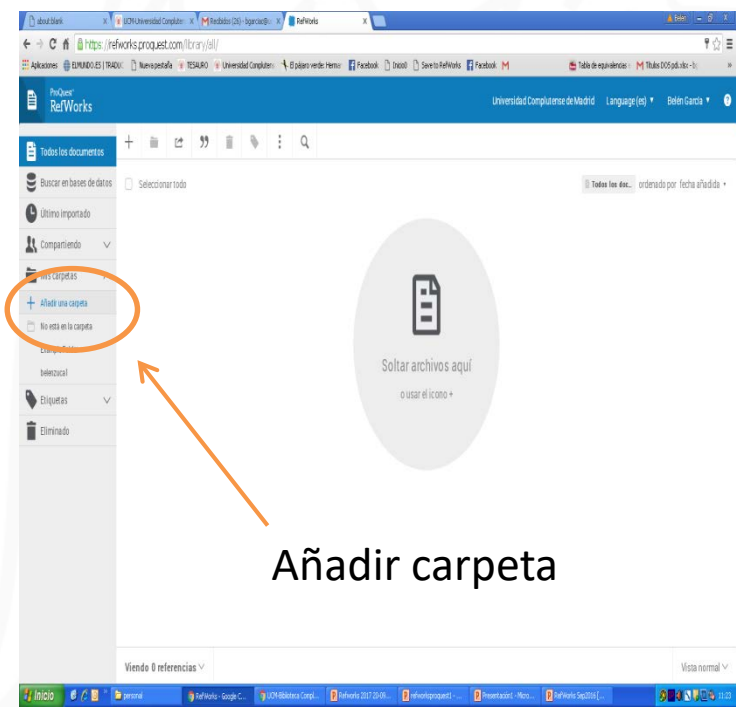 about:blank
UCM-Universidad Compluten
Recibidos (26) - bgarciac@u
RefWorks
Belén
https://refworks.proquest.com/library/all/
Aplicaciones
ELMUNDO.ES | TRADUC
Nueva pestaña
TESAURO
Universidad Compluten
El pájaro verde: Hemer
Facebook
Inicio0
Save to RefWorks
Facebook
Tabla de equivalencias
Titulos DOS pdi.xlsx - b
ProQuest®
RefWorks
Universidad Complutense de Madrid
Language(es)
Belén García
Todos los documentos
Buscar en bases de datos
Último importado
Compartiendo
Mis carpetas
+ Añadir una carpeta
No está en la carpeta
belenzucal
Etiquetas
Eliminado
Seleccionar todo
Todos los doc..
ordenado por fecha añadida
Soltar archivos aquí
o usar el icono +
Añadir carpeta
Viendo 0 referencias
Vista normal
Inicio
personal
RefWorks - Google C...
UCM-Biblioteca Compl...
Refworks 2017 23-09...
refworksproquest1 - ...
Presentación1 - Micro...
RefWorks Sep2016 [...
11:23